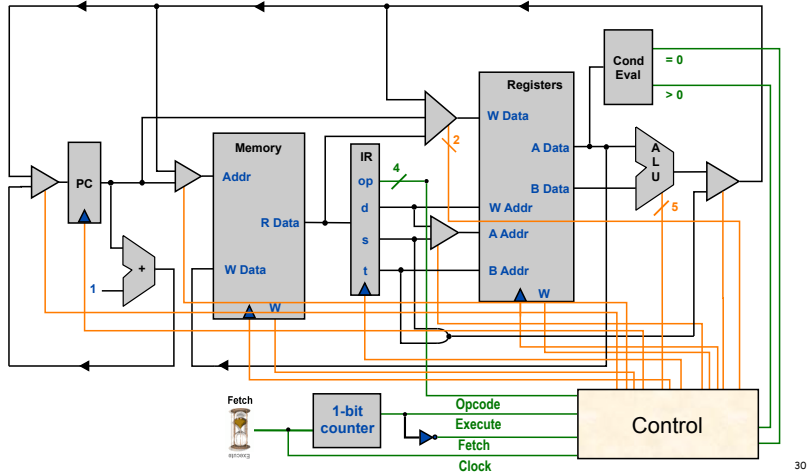 Cond
Eval
= 0
> 0
Registers
W Data
A Data
B Data
W Addr
A Addr
B Addr
W
2
A
L
U
5
Memory
Addr
R Data
W Data
W
IR
op
d
s
t
4
PC
+
1
Fetch
Execute
1-bit
counter
Opcode
Execute
Fetch
Clock
Control
30